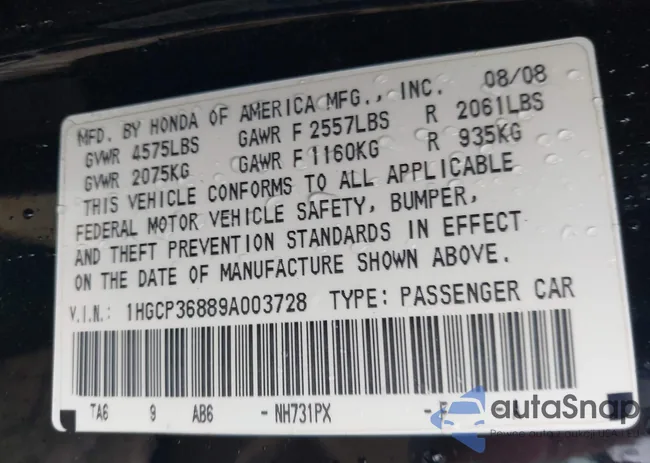 MFD. BY HONDA OF AMERICA MFG., INC. 08/08
GVWR 4575LBS GAWR F 2557LBS R 2061LBS
GVWR 2075KG GAWR F 1160KG R 935KG
THIS VEHICLE CONFORMS TO ALL APPLICABLE
FEDERAL MOTOR VEHICLE SAFETY, BUMPER,
AND THEFT PREVENTION STANDARDS IN EFFECT
ON THE DATE OF MANUFACTURE SHOWN ABOVE.
V.I.N.: 1HGCP36889A003728 TYPE: PASSENGER CAR
TA6 9 AB6 - NH731PX
autoSnap